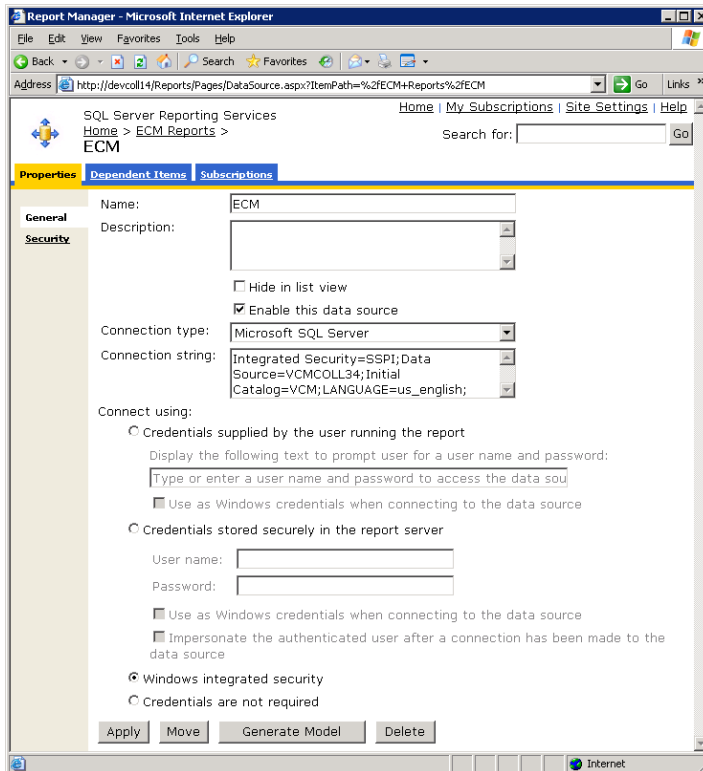 Report Manager - Microsoft Internet Explorer
File Edit View Favorites Tools Help
Back Search Favorites
Address http://devcoll14/Reports/Pages/DataSource.aspx?ItemPath=%2fECM+Reports%2fECM Go Links »
Home | My Subscriptions | Site Settings | Help
SQL Server Reporting Services
Home > ECM Reports >
ECM
Search for: Go
Properties Dependent Items Subscriptions
General
Security
Name: ECM
Description:
Hide in list view
Enable this data source
Connection type: Microsoft SQL Server
Connection string: Integrated Security=SSPI;Data
Source=VCMCOLL34;Initial
Catalog=VCM;LANGUAGE=us_english;
Connect using:
Credentials supplied by the user running the report
Display the following text to prompt user for a user name and password:
Type or enter a user name and password to access the data sou
Use as Windows credentials when connecting to the data source
Credentials stored securely in the report server
User name:
Password:
Use as Windows credentials when connecting to the data source
Impersonate the authenticated user after a connection has been made to the
data source
Windows integrated security
Credentials are not required
Apply Move Generate Model Delete
Internet